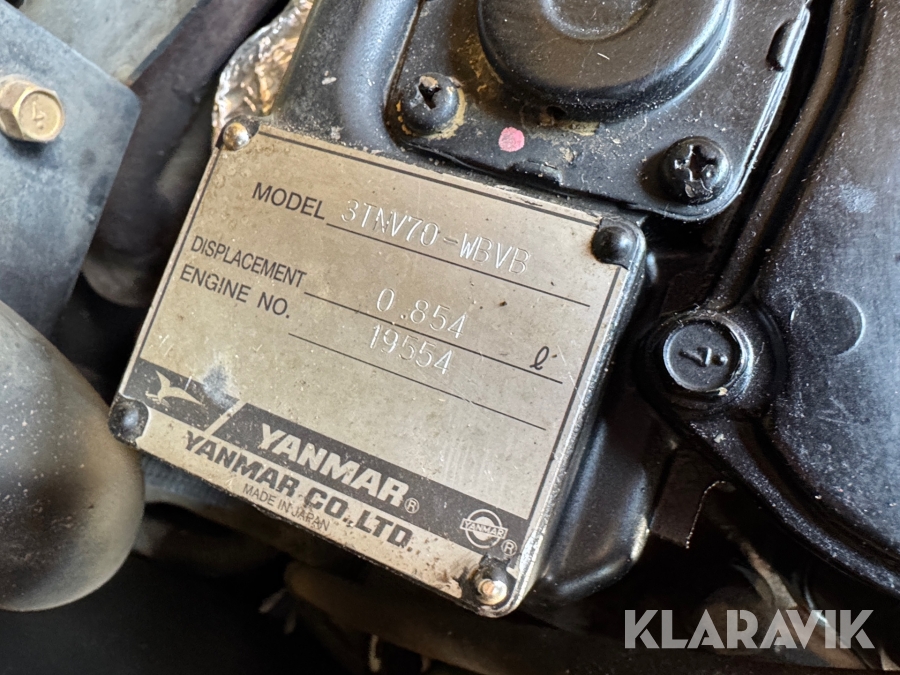 MODEL 3TNV70-WBVB
DISPLACEMENT 0.854 ℓ
ENGINE NO. 19554
YANMAR®
YANMAR CO.,LTD.
MADE IN JAPAN
YANMAR ®
KLARAVIK